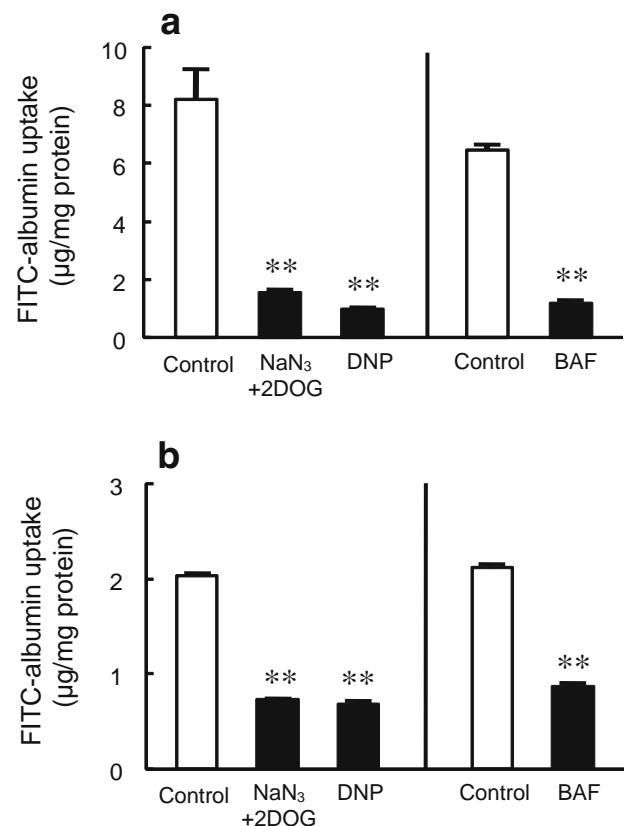 a
FITC-albumin uptake
(µg/mg protein)
10
8
6
4
2
0
**
**
**
Control
NaN₃
+2DOG
DNP
Control
BAF
b
FITC-albumin uptake
(µg/mg protein)
3
2
1
0
**
**
**
Control
NaN₃
+2DOG
DNP
Control
BAF